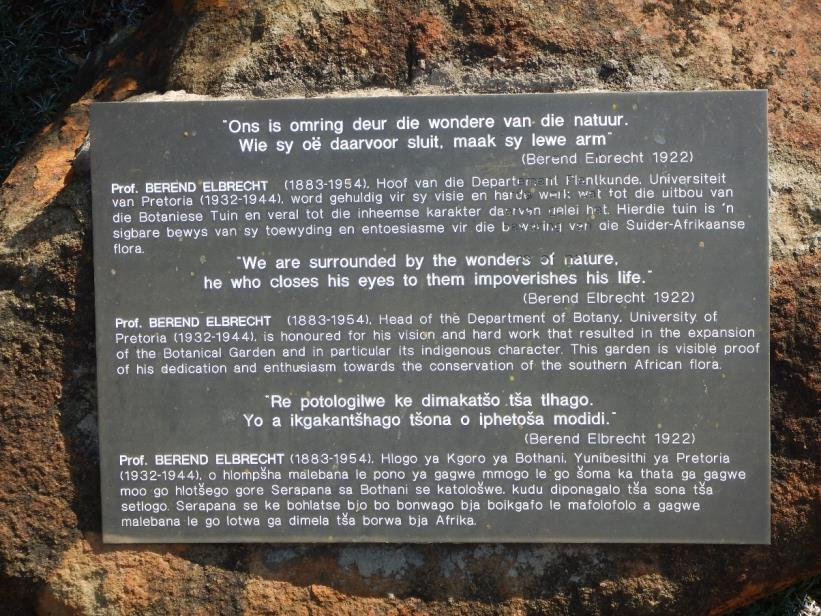 "Ons is omring deur die wondere van die natuur.
Wie sy oë daarvoor sluit, maak sy lewe arm"
(Berend Elbrecht 1922)
Prof. BEREND ELBRECHT (1883-1954), Hoof van die Departement Plantkunde, Universiteit
van Pretoria (1932-1944), word gehuldig vir sy visie en harde werk wat tot die uitbou van
die Botaniese Tuin en veral tot die inheemse karakter daarvan gelei het. Hierdie tuin is 'n
sigbare bewys van sy toewyding en entoesiasme vir die bewaring van die Suider-Afrikaanse
flora.
"We are surrounded by the wonders of nature,
he who closes his eyes to them impoverishes his life."
(Berend Elbrecht 1922)
Prof. BEREND ELBRECHT (1883-1954), Head of the Department of Botany, University of
Pretoria (1932-1944), is honoured for his vision and hard work that resulted in the expansion
of the Botanical Garden and in particular its indigenous character. This garden is visible proof
of his dedication and enthusiasm towards the conservation of the southern African flora.
"Re potologilwe ke dimakatšo tša tlhago.
Yo a ikgakantšhago tšona o iphetoša modidi."
(Berend Elbrecht 1922)
Prof. BEREND ELBRECHT (1883-1954), Hlogo ya Kgoro ya Bothani, Yunibesithi ya Pretoria
(1932-1944), o hlompšha malebana le pono ya gagwe mmogo le go šoma ka thata ga gagwe
moo go hlotšego gore Serapana sa Bothani se katološwe, kudu diponagalo tša sona tša
setlogo. Serapana se ke bohlatse bjo bo bonwago bja boikgafo le mafolofolo a gagwe
malebana le go lotwa ga dimela tša borwa bja Afrika.